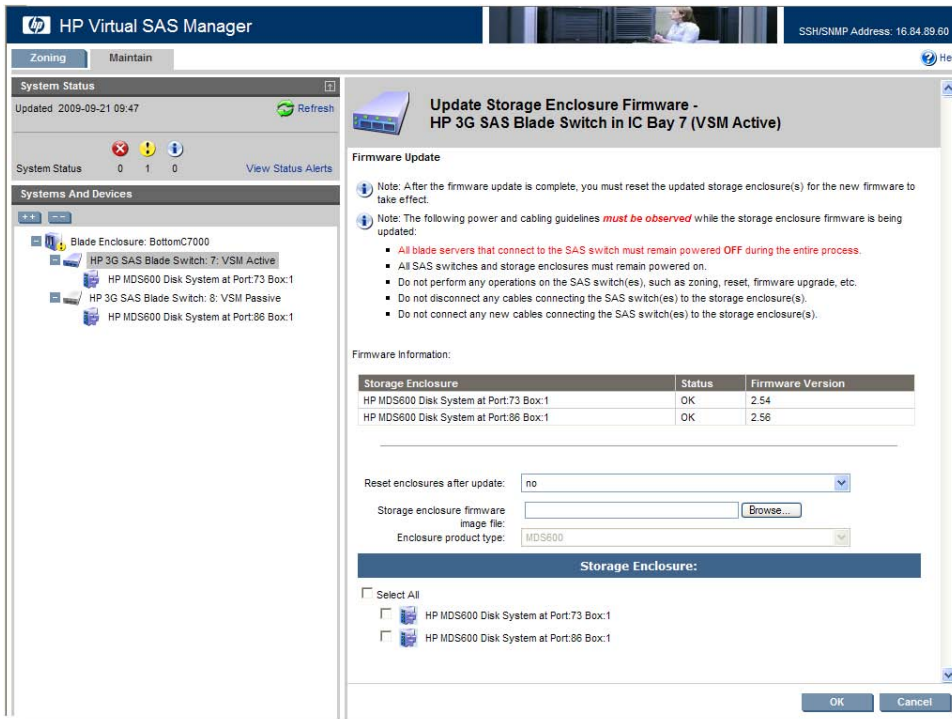 HP Virtual SAS Manager
SSH/SNMP Address: 16.84.89.60
Zoning
Maintain
He
System Status
Updated 2009-09-21 09:47
Refresh
System Status 0 1 0 View Status Alerts
Systems And Devices
Blade Enclosure: BottomC7000
HP 3G SAS Blade Switch: 7: VSM Active
HP MDS600 Disk System at Port:73 Box:1
HP 3G SAS Blade Switch: 8: VSM Passive
HP MDS600 Disk System at Port:86 Box:1
Update Storage Enclosure Firmware -
HP 3G SAS Blade Switch in IC Bay 7 (VSM Active)
Firmware Update
Note: After the firmware update is complete, you must reset the updated storage enclosure(s) for the new firmware to
take effect.
Note: The following power and cabling guidelines must be observed while the storage enclosure firmware is being
updated:
All blade servers that connect to the SAS switch must remain powered OFF during the entire process.
All SAS switches and storage enclosures must remain powered on.
Do not perform any operations on the SAS switch(es), such as zoning, reset, firmware upgrade, etc.
Do not disconnect any cables connecting the SAS switch(es) to the storage enclosure(s).
Do not connect any new cables connecting the SAS switch(es) to the storage enclosure(s).
Firmware Information:
Storage Enclosure Status Firmware Version
HP MDS600 Disk System at Port:73 Box:1 OK 2.54
HP MDS600 Disk System at Port:86 Box:1 OK 2.56
Reset enclosures after update: no
Storage enclosure firmware
image file:
Browse...
Enclosure product type: MDS600
Storage Enclosure:
Select All
HP MDS600 Disk System at Port:73 Box:1
HP MDS600 Disk System at Port:86 Box:1
OK
Cancel